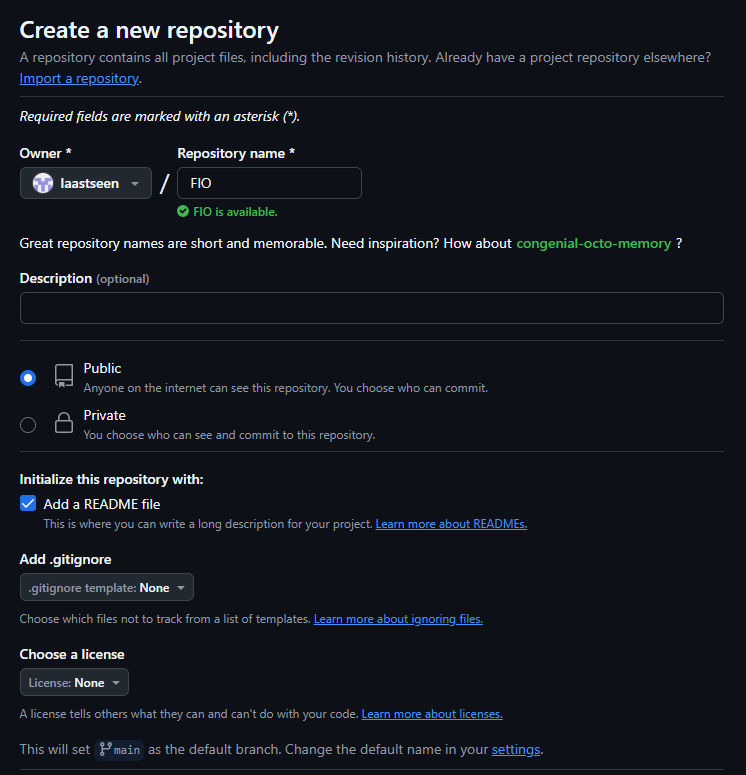 Create a new repository
A repository contains all project files, including the revision history. Already have a project repository elsewhere?
Import a repository.
Required fields are marked with an asterisk (*).
Owner *
Repository name *
laastseen
/
FIO
FIO is available.
Great repository names are short and memorable. Need inspiration? How about congenial-octo-memory ?
Description (optional)
Public
Anyone on the internet can see this repository. You choose who can commit.
Private
You choose who can see and commit to this repository.
Initialize this repository with:
Add a README file
This is where you can write a long description for your project. Learn more about READMEs.
Add .gitignore
.gitignore template: None
Choose which files not to track from a list of templates. Learn more about ignoring files.
Choose a license
License: None
A license tells others what they can and can't do with your code. Learn more about licenses.
This will set main as the default branch. Change the default name in your settings.